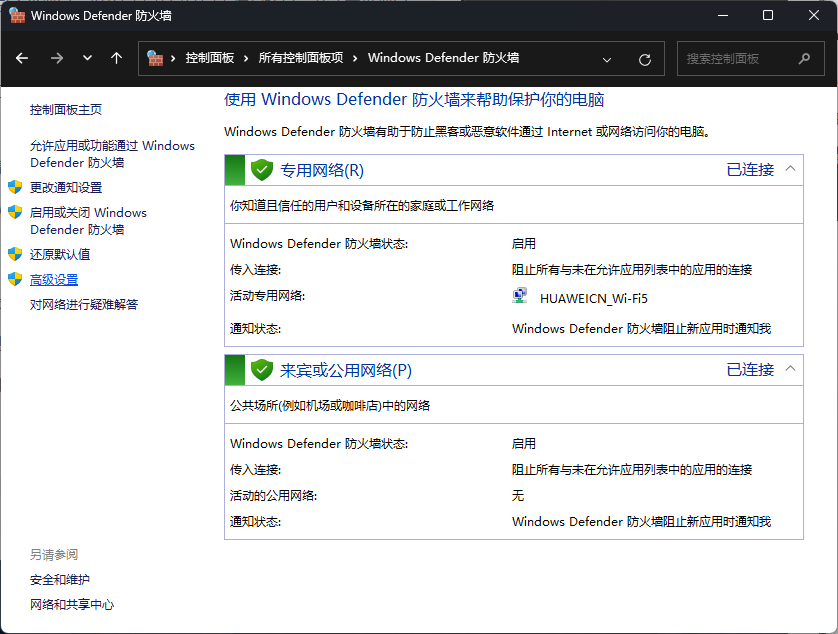 Windows Defender 防火墙
控制面板
所有控制面板项
Windows Defender 防火墙
搜索控制面板
控制面板主页
允许应用或功能通过 Windows
Defender 防火墙
更改通知设置
启用或关闭 Windows
Defender 防火墙
还原默认值
高级设置
对网络进行疑难解答
使用 Windows Defender 防火墙来帮助保护你的电脑
Windows Defender 防火墙有助于防止黑客或恶意软件通过 Internet 或网络访问你的电脑。
专用网络(R)
已连接
你知道且信任的用户和设备所在的家庭或工作网络
Windows Defender 防火墙状态:
启用
传入连接:
阻止所有与未在允许应用列表中的应用的连接
活动专用网络:
HUAWEICN_Wi-Fi5
通知状态:
Windows Defender 防火墙阻止新应用时通知我
来宾或公用网络(P)
已连接
公共场所(例如机场或咖啡店)中的网络
Windows Defender 防火墙状态:
启用
传入连接:
阻止所有与未在允许应用列表中的应用的连接
活动的公用网络:
无
通知状态:
Windows Defender 防火墙阻止新应用时通知我
另请参阅
安全和维护
网络和共享中心